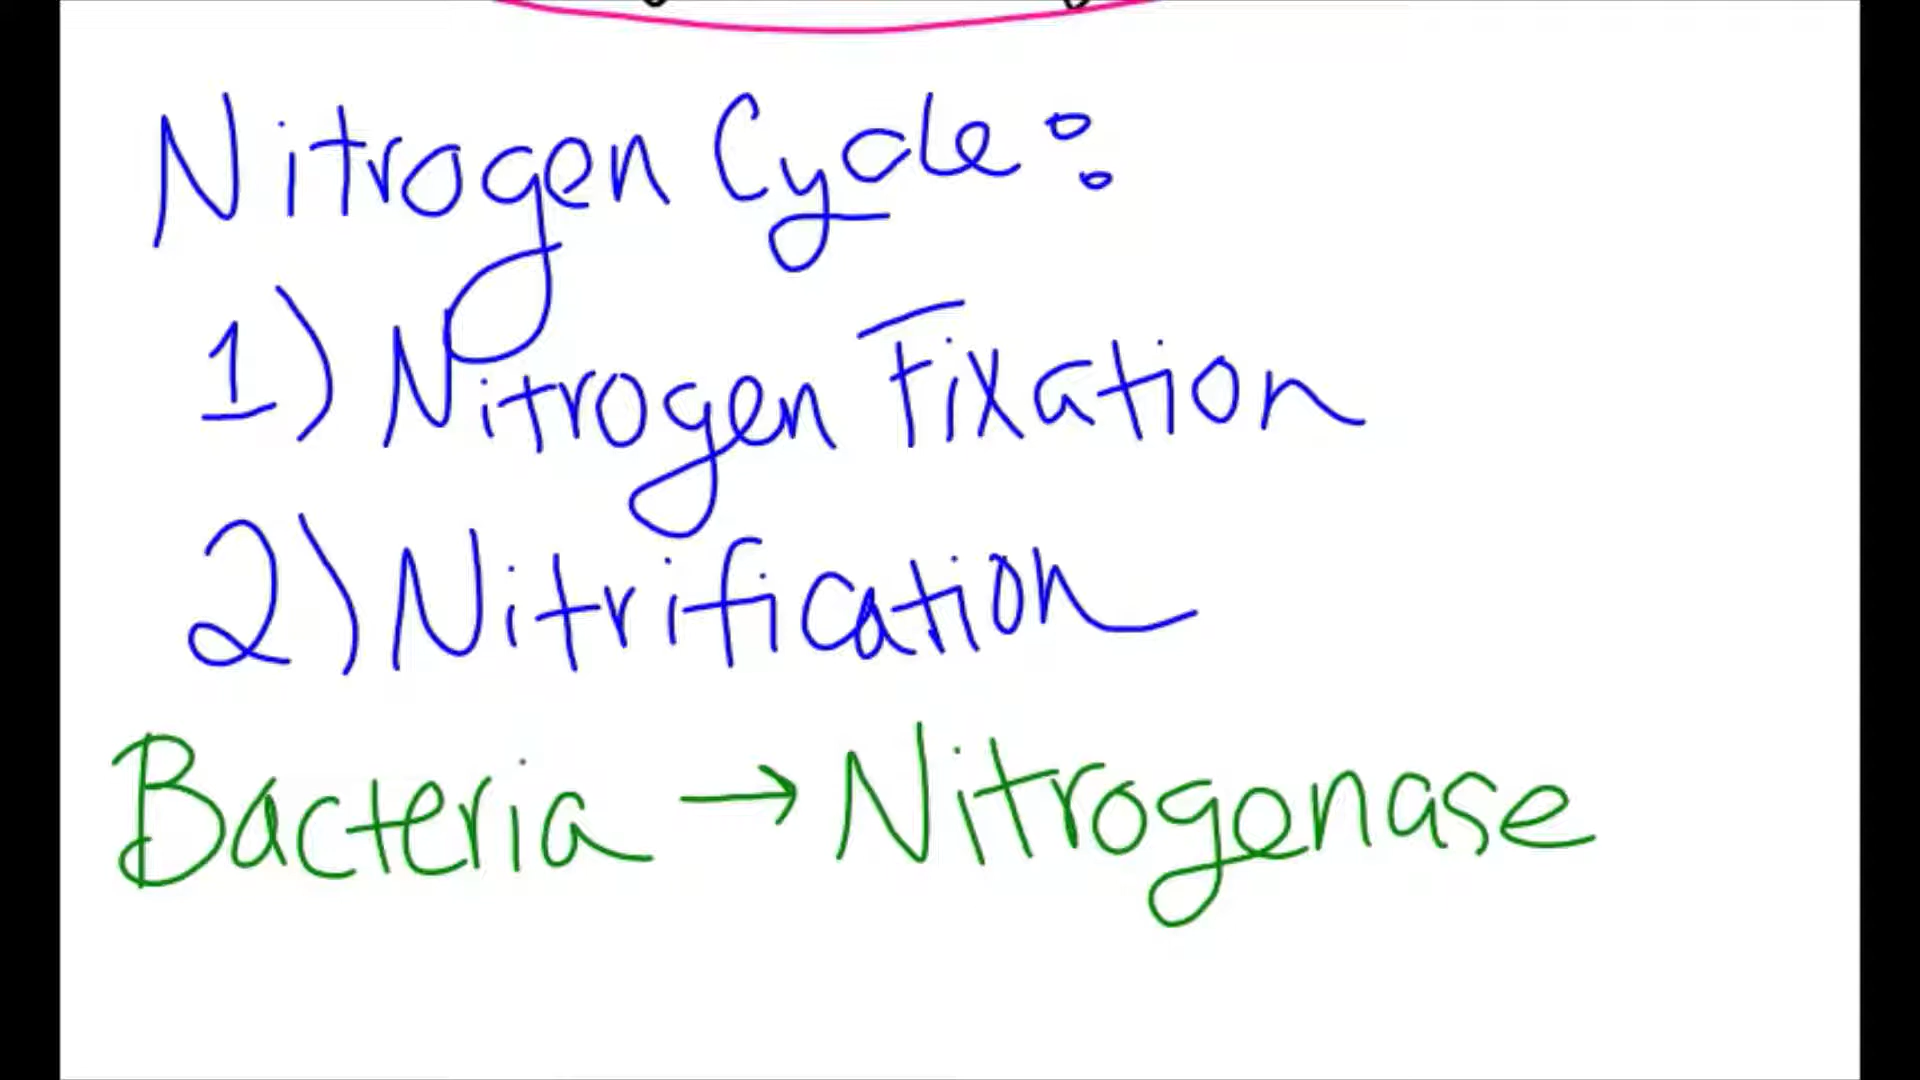 Nitrogen Cycle:
1) Nitrogen Fixation
2) Nitrification
Bacteria → Nitrogenase